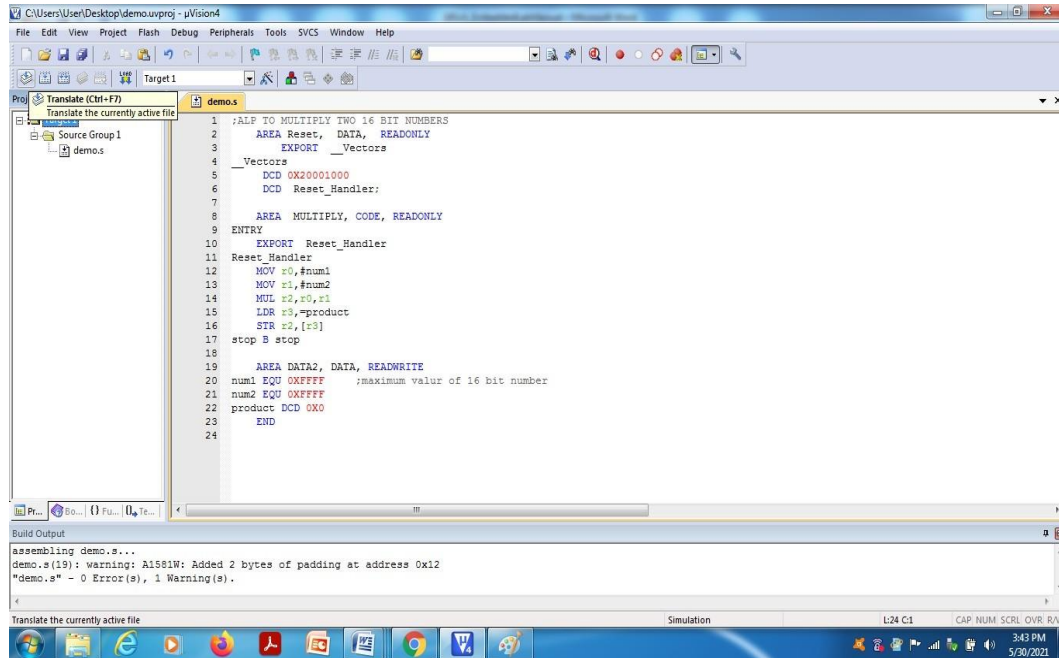 C:\Users\User\Desktop\demo.uvproj - µVision4
File Edit View Project Flash Debug Peripherals Tools SVCS Window Help
LOAD Target 1
Translate (Ctrl+F7)
Translate the currently active file
demo.s
Source Group 1
demo.s
1 ;ALP TO MULTIPLY TWO 16 BIT NUMBERS
2 AREA Reset, DATA, READONLY
3 EXPORT __Vectors
4 __Vectors
5 DCD 0X20001000
6 DCD Reset_Handler;
7
8 AREA MULTIPLY, CODE, READONLY
9 ENTRY
10 EXPORT Reset_Handler
11 Reset_Handler
12 MOV r0,#num1
13 MOV r1,#num2
14 MUL r2,r0,r1
15 LDR r3,=product
16 STR r2,[r3]
17 stop B stop
18
19 AREA DATA2, DATA, READWRITE
20 num1 EQU 0XFFFF ;maximum valur of 16 bit number
21 num2 EQU 0XFFFF
22 product DCD 0X0
23 END
24
Pr... Bo... {} Fu... 0 Te...
Build Output
assembling demo.s...
demo.s(19): warning: A1581W: Added 2 bytes of padding at address 0x12
"demo.s" - 0 Error(s), 1 Warning(s).
Translate the currently active file Simulation L:24 C:1 CAP NUM SCRL OVR
3:43 PM
5/30/2021